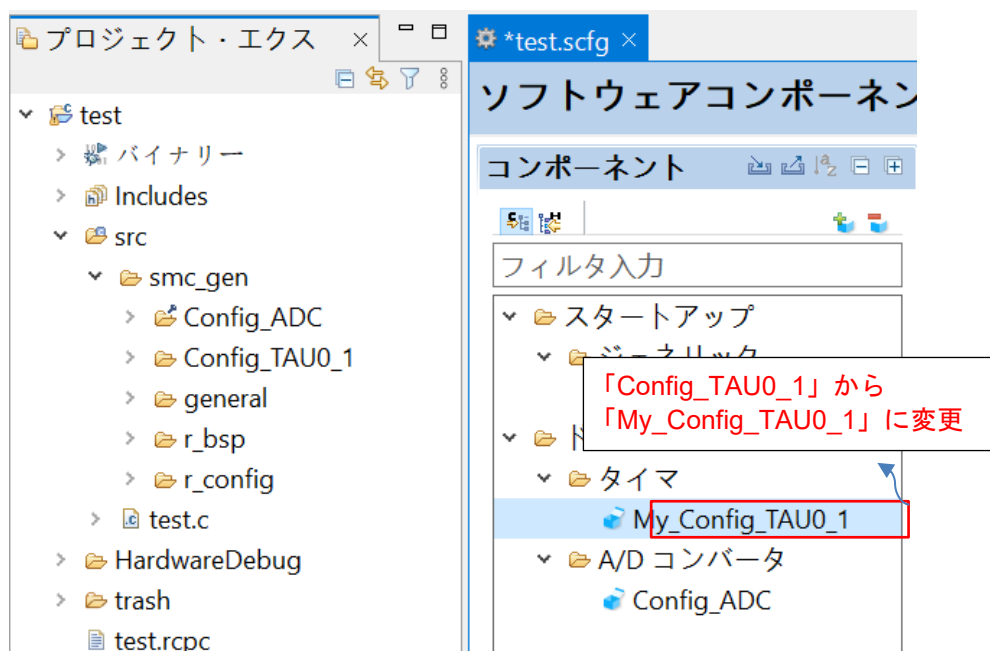 プロジェクト・エクス
test
バイナリー
Includes
src
smc_gen
Config_ADC
Config_TAU0_1
general
r_bsp
r_config
test.c
HardwareDebug
trash
test.rcpc
*test.scfg
ソフトウェアコンポーネン
コンポーネント
フィルタ入力
スタートアップ
ジェネリック
「Config_TAU0_1」から
「My_Config_TAU0_1」に変更
タイマ
My_Config_TAU0_1
A/D コンバータ
Config_ADC